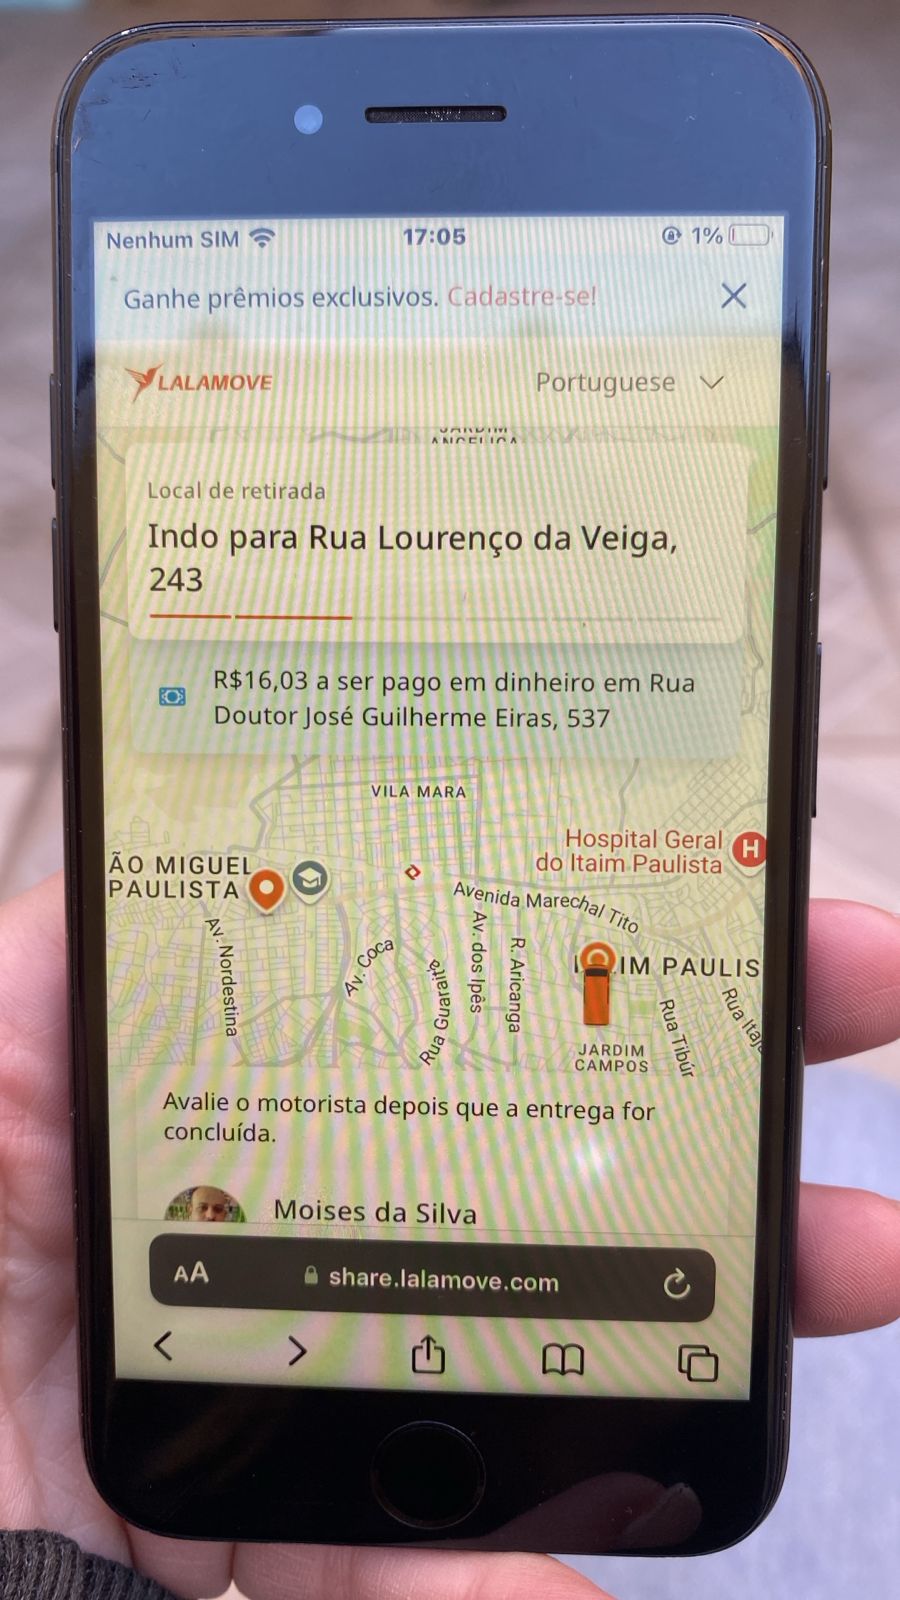 Nenhum SIM
17:05
1%
Ganhe prêmios exclusivos. Cadastre-se!
LALAMOVE
Portuguese
JARDIM
ANGELICA
Local de retirada
Indo para Rua Lourenço da Veiga,
243
R$16,03 a ser pago em dinheiro em Rua
Doutor José Guilherme Eiras, 537
VILA MARA
Hospital Geral
do Itaim Paulista
H
ÃO MIGUEL
PAULISTA
Avenida Marechal Tito
Av. Nordestina
Av. Coca
Rua Guaraitá
Av. dos Ipês
R. Aricanga
IM PAULIS
Rua Tibúr
Rua Itaj
JARDIM
CAMPOS
Avalie o motorista depois que a entrega for
concluída.
Moises da Silva
AA
share.lalamove.com